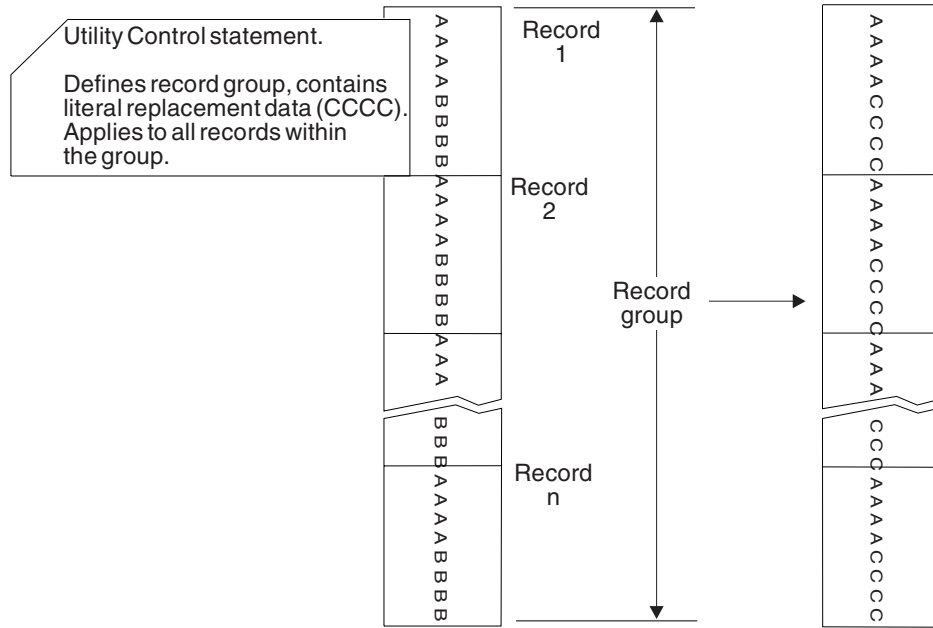 Utility Control statement.
Defines record group, contains
literal replacement data (CCCC).
Applies to all records within
the group.
AAAABBBB
AAAABBBB
AAA
BBB
AAAABBBB
Record
1
Record
2
Record
n
Record
group
AAAACCCC
AAAACCCC
AAA
CCC
AAAACCCC